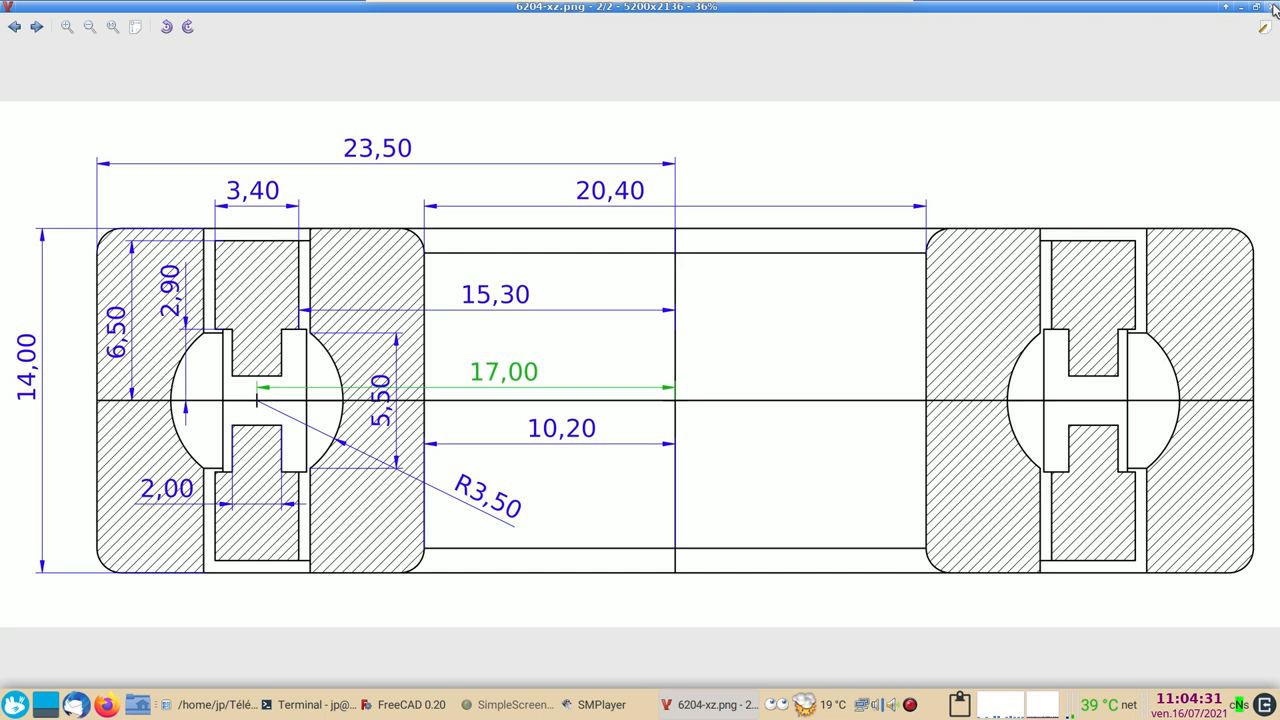 6204-xz.png - 2/2 - 5200x2136 - 36%
23,50
3,40
20,40
2,90
15,30
6,50
14,00
17,00
5,50
10,20
2,00
R3,50
/home/jp/Télé...
Terminal - jp@...
FreeCAD 0.20
SimpleScreen...
SMPlayer
6204-xz.png - 2...
19 °C
39 °C net
11:04:31
ven.16/07/2021
cNs